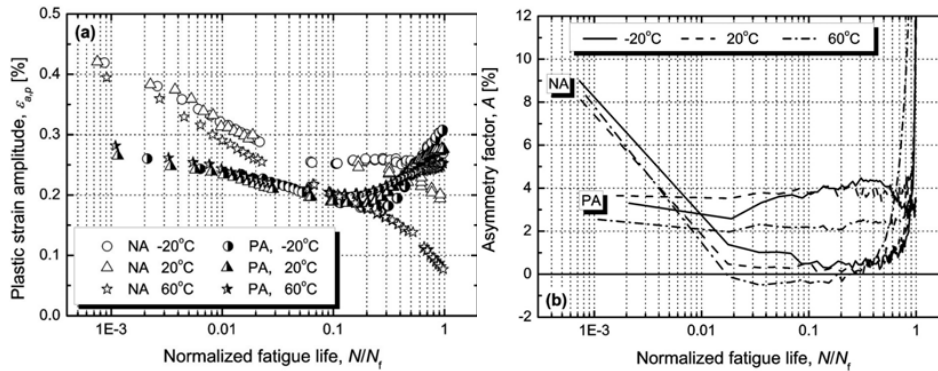 (a)
Plastic strain amplitude, εa,p [%]
0.5
0.4
0.3
0.2
0.1
0.0
NA -20°C PA, -20°C
NA 20°C PA, 20°C
NA 60°C PA, 60°C
1E-3 0.01 0.1 1
Normalized fatigue life, N/Nf
Asymmetry factor, A [%]
12
10
8
6
4
2
0
-2
-20°C 20°C 60°C
NA
PA
(b)
1E-3 0.01 0.1 1
Normalized fatigue life, N/Nf